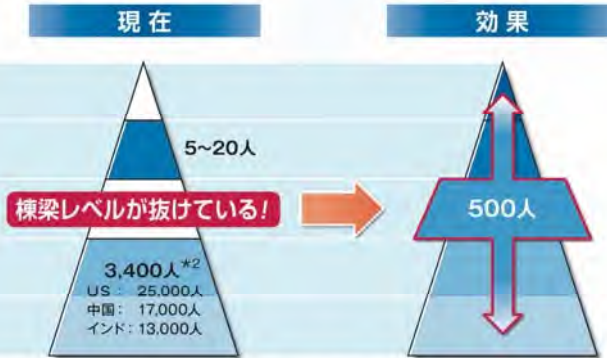 現在
効果
5～20人
棟梁レベルが抜けている！
500人
3,400人*2
US： 25,000人
中国： 17,000人
インド：13,000人